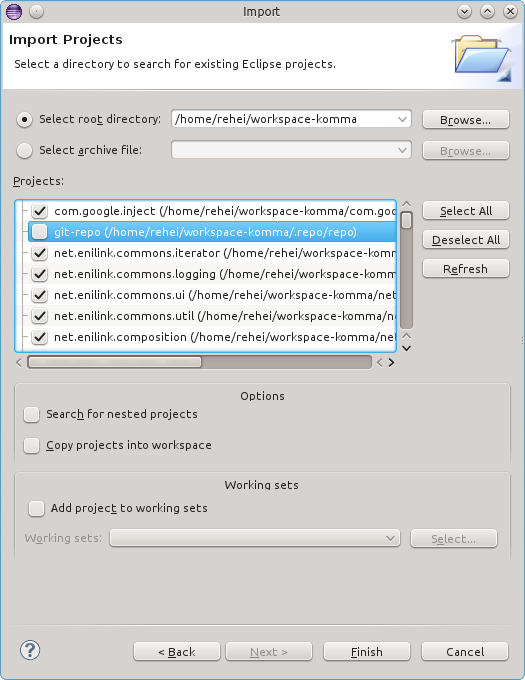 Import
Import Projects
Select a directory to search for existing Eclipse projects.
Select root directory: /home/rehei/workspace-komma Browse...
Select archive file: Browse...
Projects:
com.google.inject (/home/rehei/workspace-komma/com.goo
git-repo (/home/rehei/workspace-komma/.repo/repo)
net.enilink.commons.iterator (/home/rehei/workspace-komm
net.enilink.commons.logging (/home/rehei/workspace-komm
net.enilink.commons.ui (/home/rehei/workspace-komma/net
net.enilink.commons.util (/home/rehei/workspace-komma/n
net.enilink.composition (/home/rehei/workspace-komma/net
Select All
Deselect All
Refresh
Options
Search for nested projects
Copy projects into workspace
Working sets
Add project to working sets
Working sets: Select...
? < Back Next > Finish Cancel